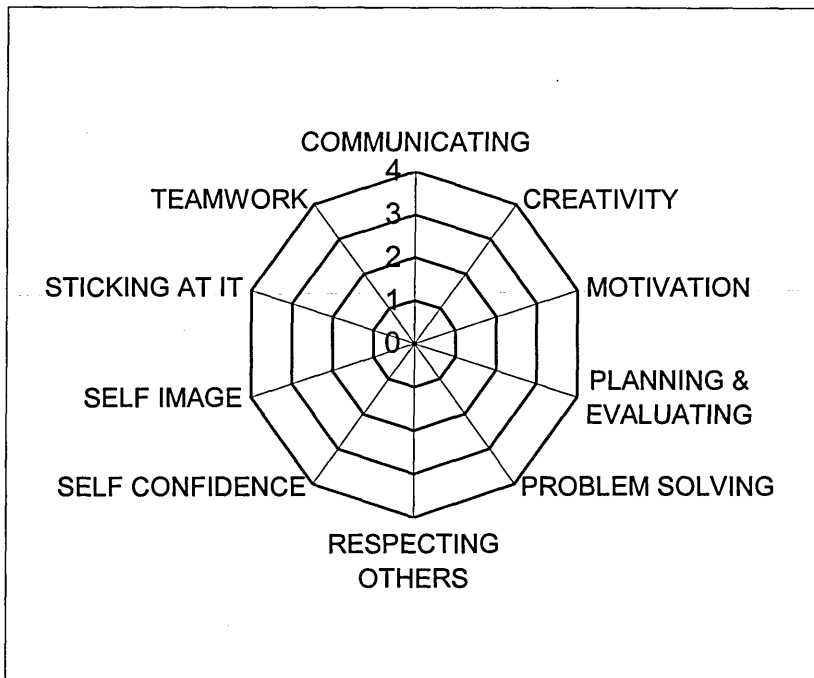 COMMUNICATING
4
TEAMWORK
CREATIVITY
3
2
STICKING AT IT
MOTIVATION
1
0
PLANNING &
EVALUATING
SELF IMAGE
SELF CONFIDENCE
PROBLEM SOLVING
RESPECTING
OTHERS